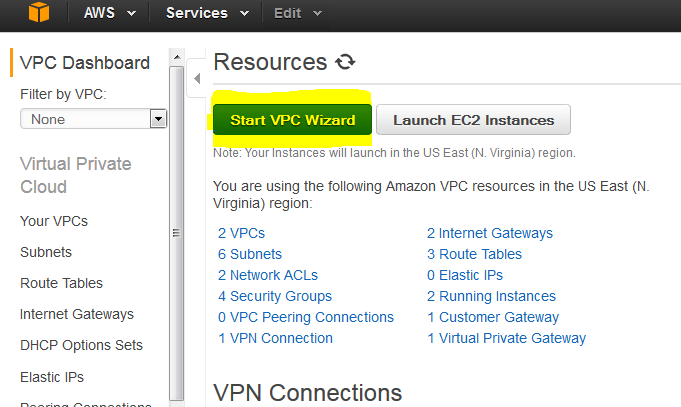 AWS Services Edit
VPC Dashboard
Filter by VPC:
None
Virtual Private
Cloud
Your VPCs
Subnets
Route Tables
Internet Gateways
DHCP Options Sets
Elastic IPs
Peering Connections
Resources
Start VPC Wizard Launch EC2 Instances
Note: Your Instances will launch in the US East (N. Virginia) region.
You are using the following Amazon VPC resources in the US East (N.
Virginia) region:
2 VPCs 2 Internet Gateways
6 Subnets 3 Route Tables
2 Network ACLs 0 Elastic IPs
4 Security Groups 2 Running Instances
0 VPC Peering Connections 1 Customer Gateway
1 VPN Connection 1 Virtual Private Gateway
VPN Connections